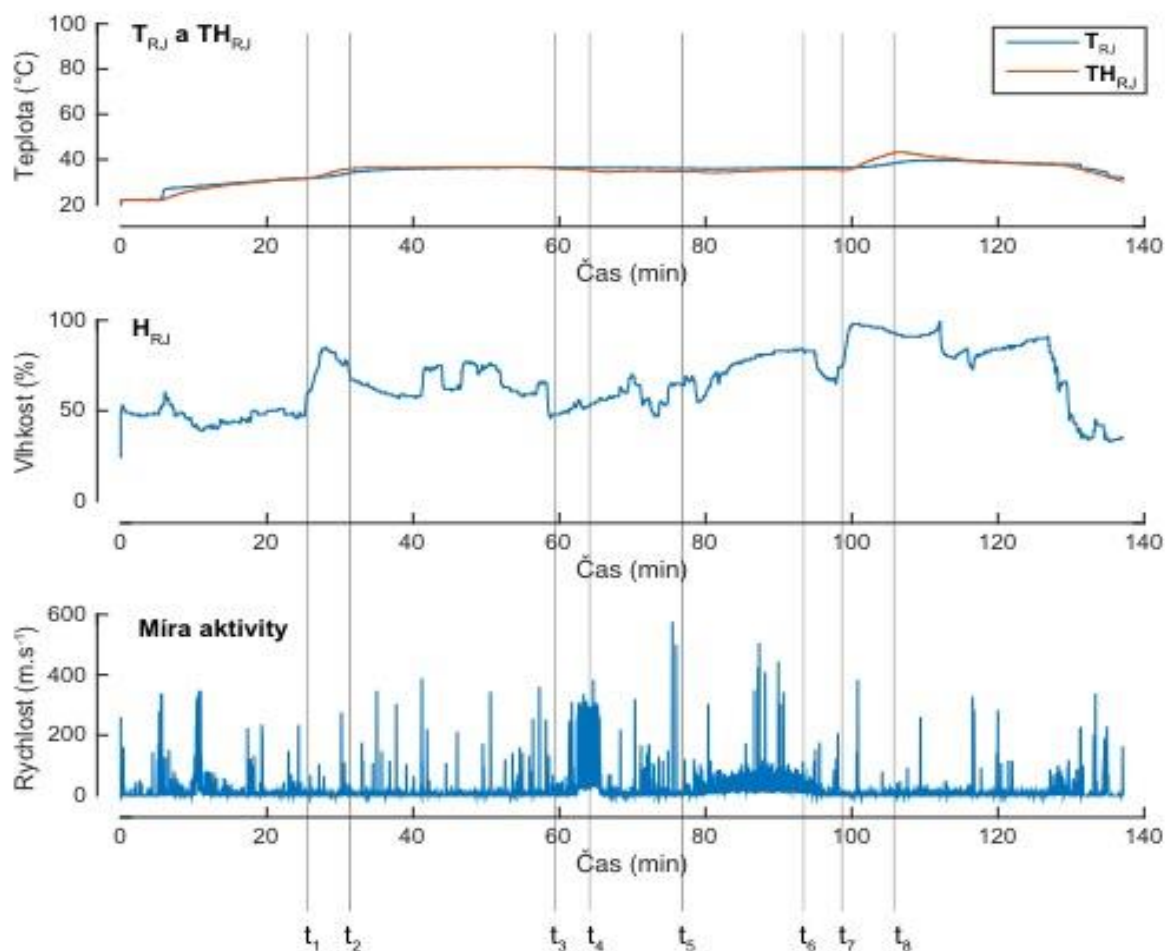 T_RJ a TH_RJ
T_RJ
TH_RJ
Teplota (°C)
100
80
60
40
20
0 20 40 60 80 100 120 140
Čas (min)
H_RJ
Vlhkost (%)
100
50
0
0 20 40 60 80 100 120 140
Čas (min)
Míra aktivity
Rychlost (m.s⁻¹)
600
400
200
0
0 20 40 60 80 100 120 140
Čas (min)
t₁ t₂ t₃ t₄ t₅ t₆ t₇ t₈